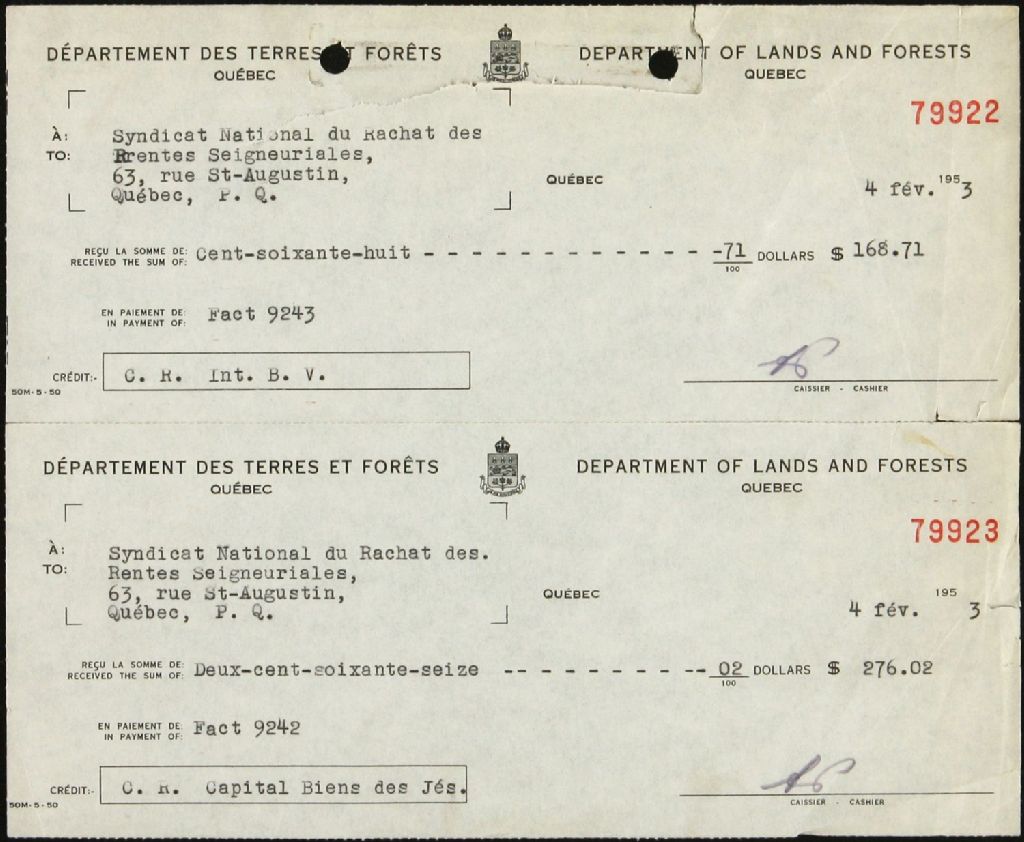 DÉPARTEMENT DES TERRES ET FORÊTS
QUÉBEC
DEPARTMENT OF LANDS AND FORESTS
QUEBEC
79922
À:
TO:
Syndicat National du Rachat des
Rrentes Seigneuriales,
63, rue St-Augustin,
Québec, P. Q.
QUÉBEC
4 fév. 1953
REÇU LA SOMME DE:
RECEIVED THE SUM OF:
Cent-soixante-huit - - - - - - - - - - - - - -71/100 DOLLARS $ 168.71
EN PAIEMENT DE:
IN PAYMENT OF:
Fact 9243
CRÉDIT:- C. R. Int. B. V.
50M-5-50
CAISSIER - CASHIER
DÉPARTEMENT DES TERRES ET FORÊTS
QUÉBEC
DEPARTMENT OF LANDS AND FORESTS
QUEBEC
79923
À:
TO:
Syndicat National du Rachat des.
Rentes Seigneuriales,
63, rue St-Augustin,
Québec, P. Q.
QUÉBEC
4 fév. 1953
REÇU LA SOMME DE:
RECEIVED THE SUM OF:
Deux-cent-soixante-seize -- - - - - - - - -- 02/100 DOLLARS $ 276.02
EN PAIEMENT DE:
IN PAYMENT OF:
Fact 9242
CRÉDIT:- C. R. Capital Biens des Jés.
50M-5-50
CAISSIER - CASHIER